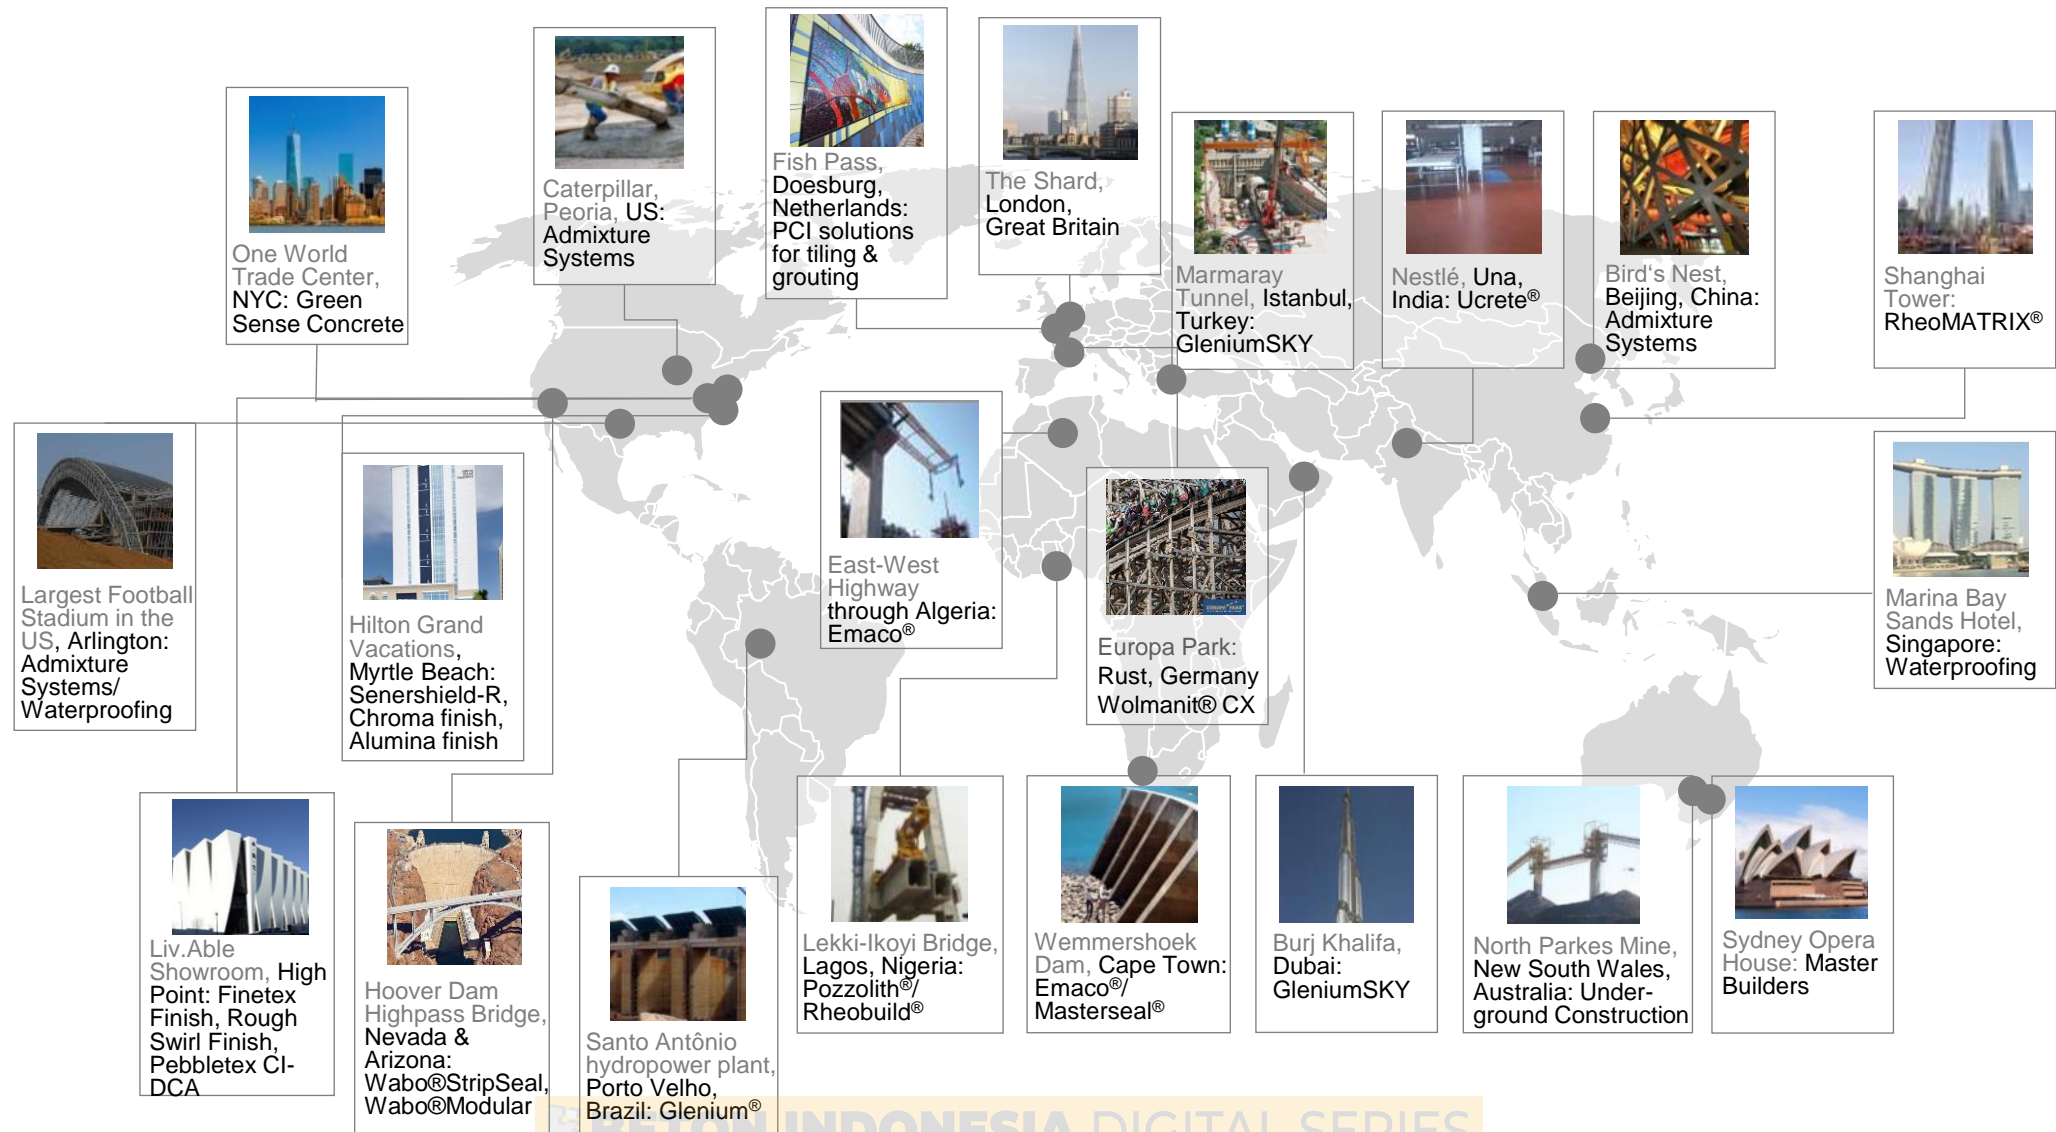 One World
Trade Center,
NYC: Green
Sense Concrete
Caterpillar,
Peoria, US:
Admixture
Systems
Fish Pass,
Doesburg,
Netherlands:
PCI solutions
for tiling &
grouting
The Shard,
London,
Great Britain
Marmaray
Tunnel, Istanbul,
Turkey:
GleniumSKY
Nestlé, Una,
India: Ucrete®
Bird‘s Nest,
Beijing, China:
Admixture
Systems
Shanghai
Tower:
RheoMATRIX®
Largest Football
Stadium in the
US, Arlington:
Admixture
Systems/
Waterproofing
Hilton Grand
Vacations,
Myrtle Beach:
Senershield-R,
Chroma finish,
Alumina finish
East-West
Highway
through Algeria:
Emaco®
Europa Park:
Rust, Germany
Wolmanit® CX
Marina Bay
Sands Hotel,
Singapore:
Waterproofing
Liv.Able
Showroom, High
Point: Finetex
Finish, Rough
Swirl Finish,
Pebbletex CI-
DCA
Hoover Dam
Highpass Bridge,
Nevada &
Arizona:
Wabo®StripSeal,
Wabo®Modular
Santo Antônio
hydropower plant,
Porto Velho,
Brazil: Glenium®
Lekki-Ikoyi Bridge,
Lagos, Nigeria:
Pozzolith®/
Rheobuild®
Wemmershoek
Dam, Cape Town:
Emaco®/
Masterseal®
Burj Khalifa,
Dubai:
GleniumSKY
North Parkes Mine,
New South Wales,
Australia: Under-
ground Construction
Sydney Opera
House: Master
Builders
BETON INDONESIA DIGITAL SERIES